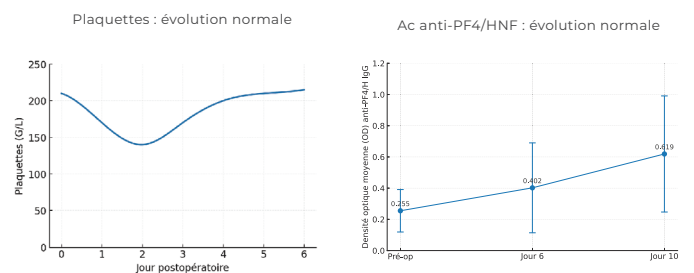 Plaquettes : évolution normale
250
200
150
100
50
0
Plaquettes (G/L)
0 1 2 3 4 5 6
Jour postopératoire
Ac anti-PF4/HNF : évolution normale
1.2
1.0
0.8
0.6
0.4
0.2
0.0
Densité optique moyenne (OD) anti-PF4/H IgG
0.255
0.402
0.619
Pré-op Jour 6 Jour 10